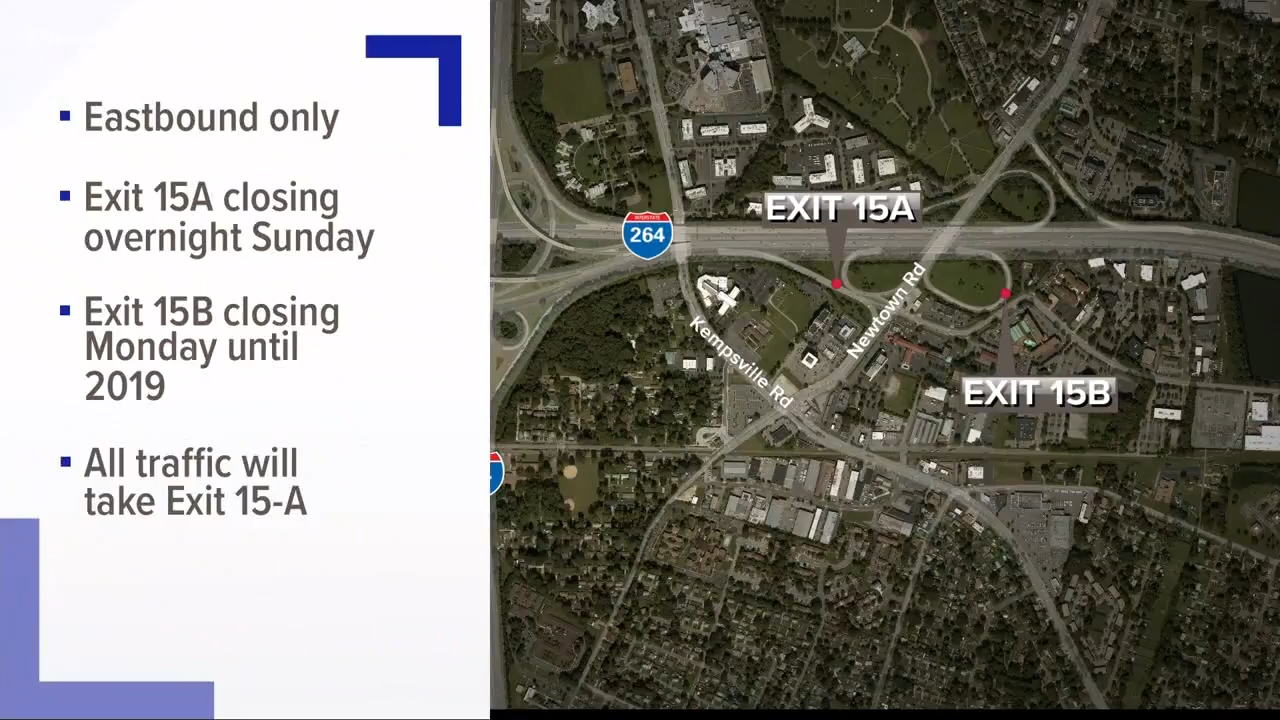 ▪ Eastbound only
▪ Exit 15A closing
overnight Sunday
▪ Exit 15B closing
Monday until
2019
▪ All traffic will
take Exit 15-A
EXIT 15A
INTERSTATE
264
Newtown Rd
Kempsville Rd
EXIT 15B